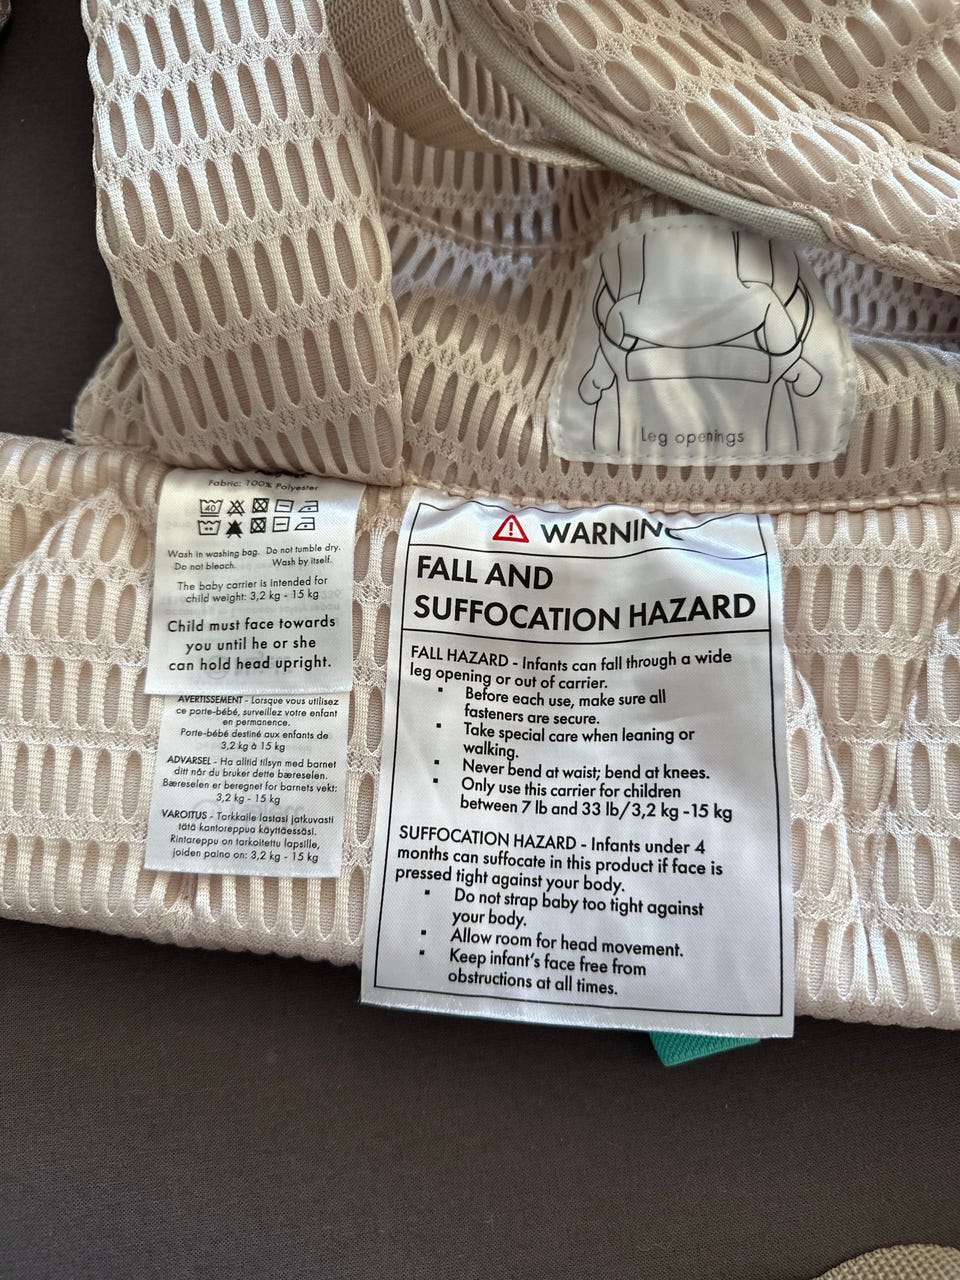 Leg openings
Fabric: 100% Polyester
40
Wash in washing bag. Do not tumble dry.
Do not bleach. Wash by itself.
The baby carrier is intended for
child weight: 3,2 kg - 15 kg
Child must face towards
you until he or she
can hold head upright.
AVERTISSEMENT - Lorsque vous utilisez
ce porte-bébé, surveillez votre enfant
en permanence.
Porte-bébé destiné aux enfants de
3,2 kg à 15 kg
ADVARSEL - Ha alltid tilsyn med barnet
ditt når du bruker dette bæreselen.
Bæreselen er beregnet for barnets vekt:
3,2 kg - 15 kg
VAROITUS - Tarkkaile lastasi jatkuvasti
tätä kantoreppua käyttäessäsi.
Rintareppu on tarkoitettu lapsille,
joiden paino on: 3,2 kg - 15 kg
WARNING
FALL AND
SUFFOCATION HAZARD
FALL HAZARD - Infants can fall through a wide
leg opening or out of carrier.
▪ Before each use, make sure all
fasteners are secure.
▪ Take special care when leaning or
walking.
▪ Never bend at waist; bend at knees.
▪ Only use this carrier for children
between 7 lb and 33 lb/3,2 kg -15 kg
SUFFOCATION HAZARD - Infants under 4
months can suffocate in this product if face is
pressed tight against your body.
▪ Do not strap baby too tight against
your body.
▪ Allow room for head movement.
▪ Keep infant's face free from
obstructions at all times.